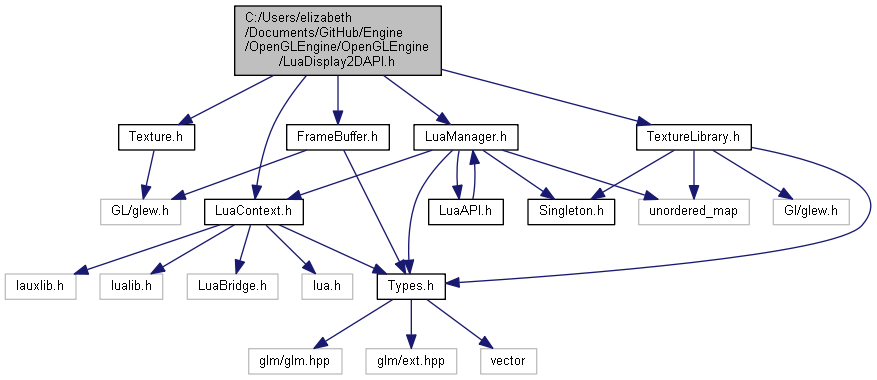 C:/Users/elizabeth
/Documents/GitHub/Engine
/OpenGLEngine/OpenGLEngine
/LuaDisplay2DAPI.h
Texture.h
FrameBuffer.h
LuaManager.h
TextureLibrary.h
GL/glew.h
LuaContext.h
LuaAPI.h
Singleton.h
unordered_map
Gl/glew.h
lauxlib.h
lualib.h
LuaBridge.h
lua.h
Types.h
glm/glm.hpp
glm/ext.hpp
vector